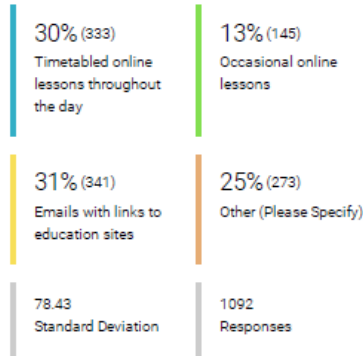 30% (333)
Timetabled online
lessons throughout
the day
13% (145)
Occasional online
lessons
31% (341)
Emails with links to
education sites
25% (273)
Other (Please Specify)
78.43
Standard Deviation
1092
Responses